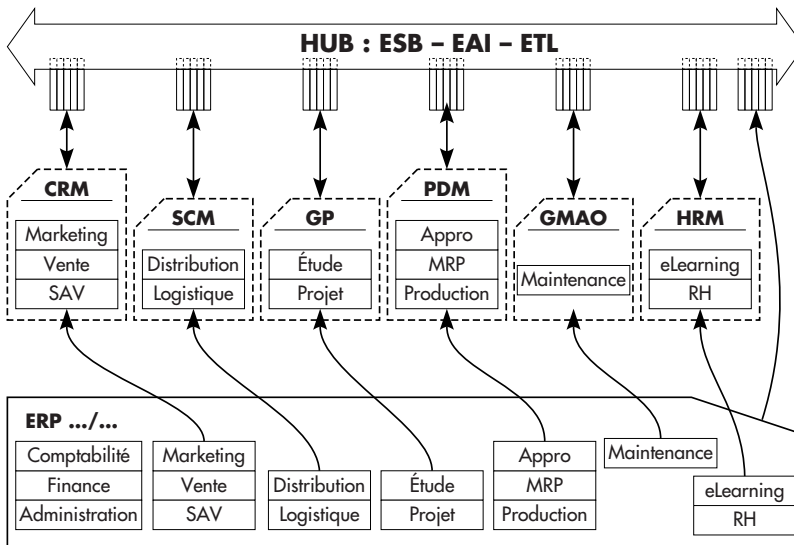 HUB : ESB – EAI – ETL
CRM
Marketing
Vente
SAV
SCM
Distribution
Logistique
GP
Étude
Projet
PDM
Appro
MRP
Production
GMAO
Maintenance
HRM
eLearning
RH
ERP .../...
Comptabilité
Finance
Administration
Marketing
Vente
SAV
Distribution
Logistique
Étude
Projet
Appro
MRP
Production
Maintenance
eLearning
RH